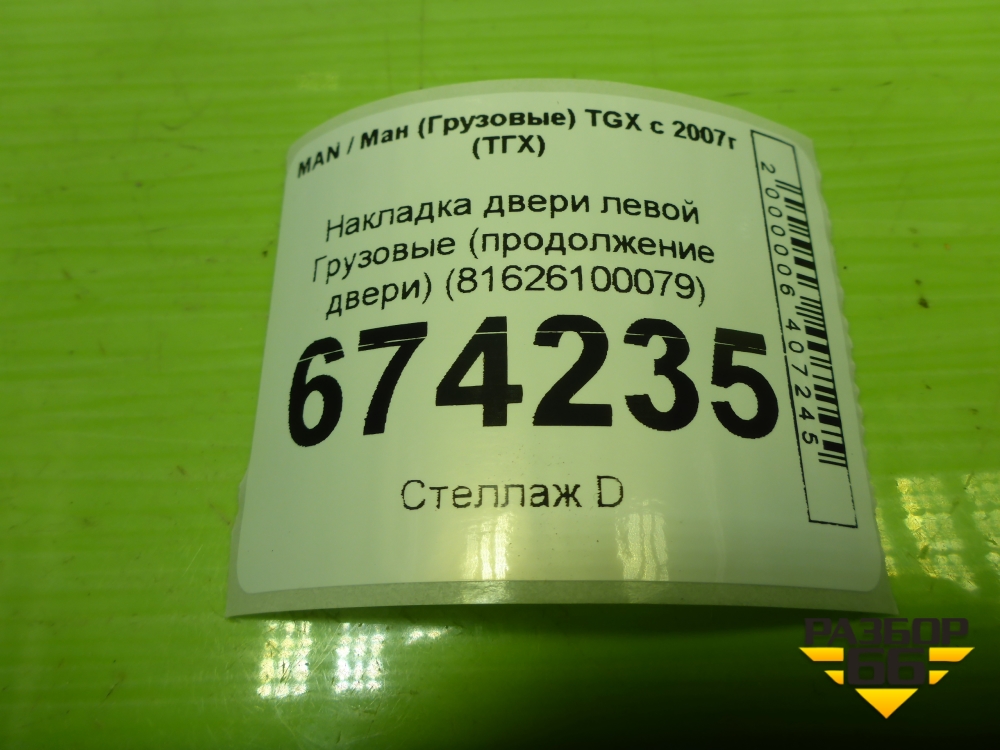 MAN / Ман (Грузовые) TGX с 2007г
(ТГХ)
Накладка двери левой
Грузовые (продолжение
двери) (81626100079)
674235
Стеллаж D
2000006407245
РАЗБОР
66